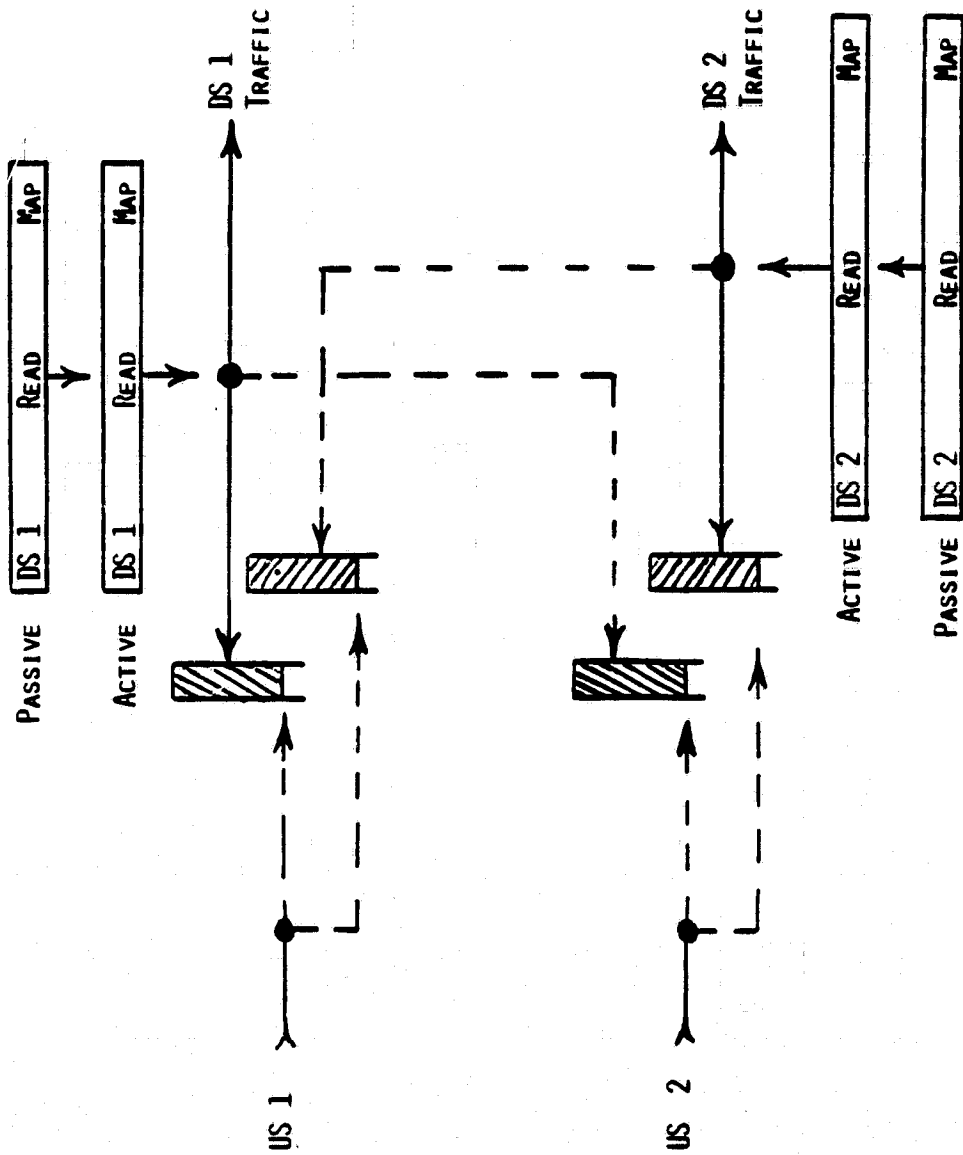 PASSIVE
DS 1 READ MAP
ACTIVE
DS 1 READ MAP
DS 1
TRAFFIC
US 1
US 2
DS 2
TRAFFIC
ACTIVE
DS 2 READ MAP
PASSIVE
DS 2 READ MAP